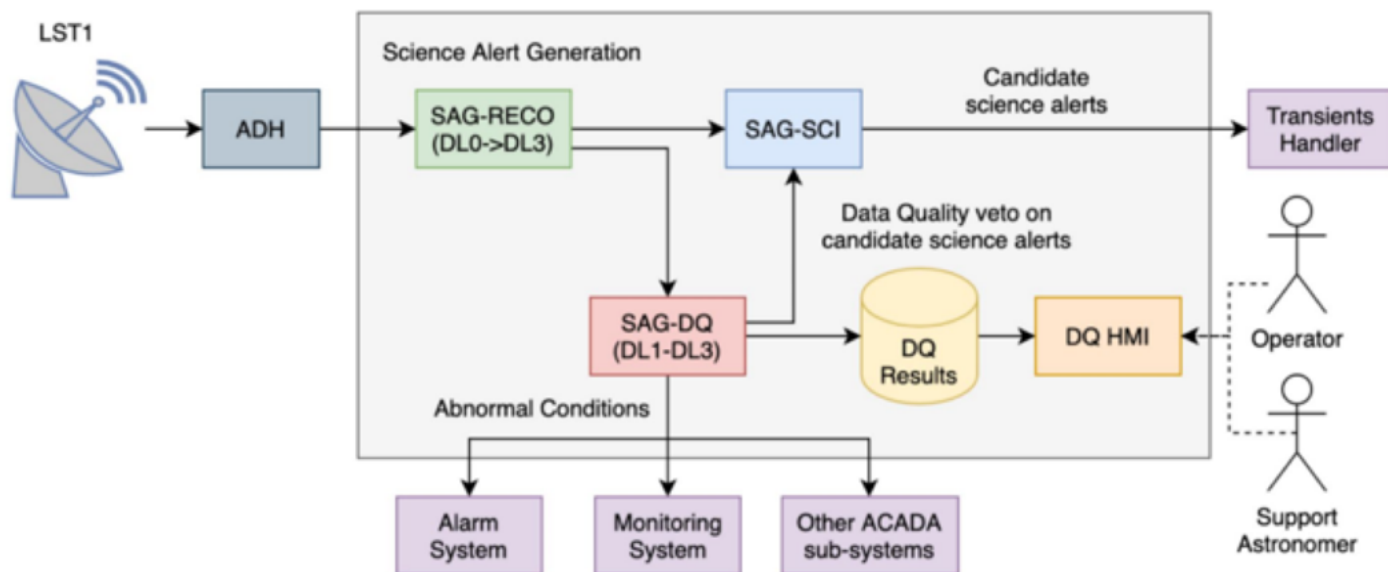 LST1
Science Alert Generation
ADH
SAG-RECO
(DL0->DL3)
SAG-SCI
Candidate
science alerts
Transients
Handler
Data Quality veto on
candidate science alerts
SAG-DQ
(DL1-DL3)
DQ
Results
DQ HMI
Operator
Abnormal Conditions
Alarm
System
Monitoring
System
Other ACADA
sub-systems
Support
Astronomer